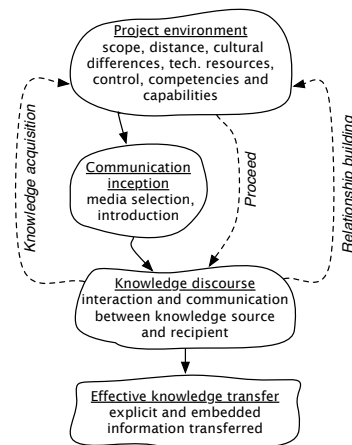 Project environment
scope, distance, cultural
differences, tech. resources,
control, competencies and
capabilities
Knowledge acquisition
Communication
inception
media selection,
introduction
Proceed
Relationship building
Knowledge discourse
interaction and communication
between knowledge source
and recipient
Effective knowledge transfer
explicit and embedded
information transferred